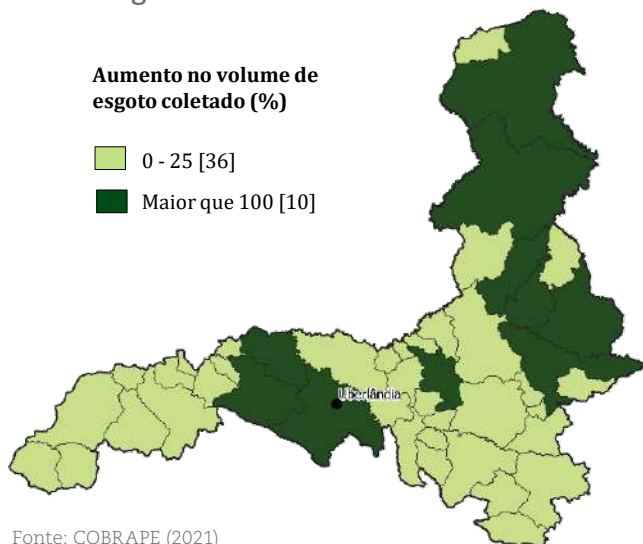 Aumento no volume de
esgoto coletado (%)
0 - 25 [36]
Maior que 100 [10]
Uberlândia
Fonte: COBRAPE (2021)